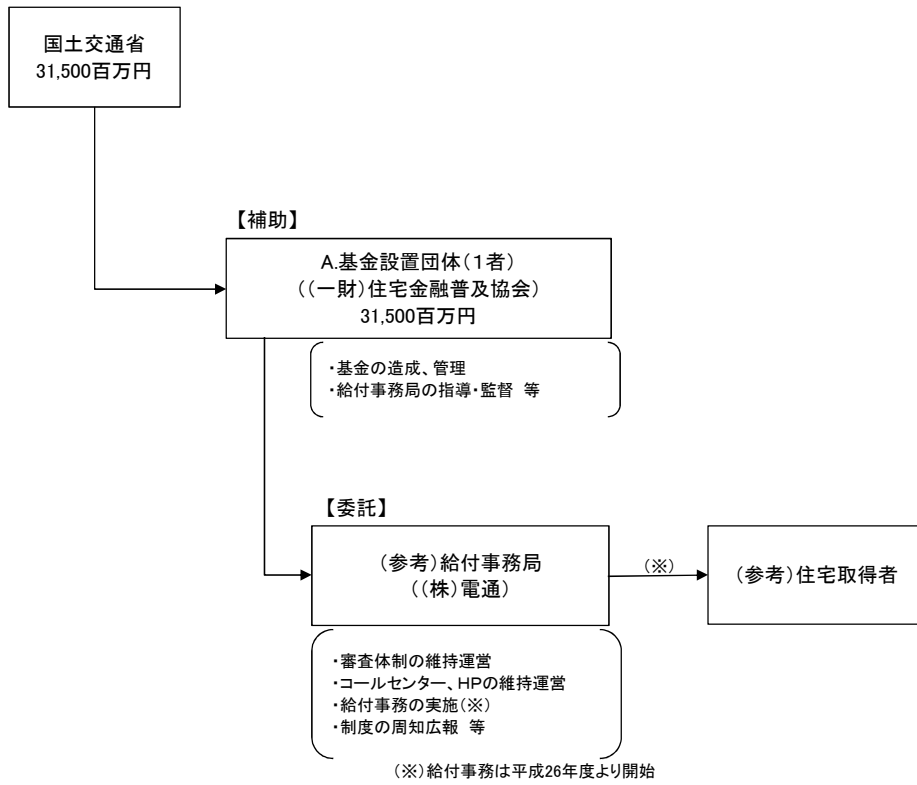 国土交通省
31,500百万円
【補助】
A.基金設置団体（１者）
（（一財）住宅金融普及協会）
31,500百万円
・基金の造成、管理
・給付事務局の指導・監督　等
【委託】
（参考）給付事務局
（（株）電通）
（※）
（参考）住宅取得者
・審査体制の維持運営
・コールセンター、HPの維持運営
・給付事務の実施（※）
・制度の周知広報　等
（※）給付事務は平成26年度より開始